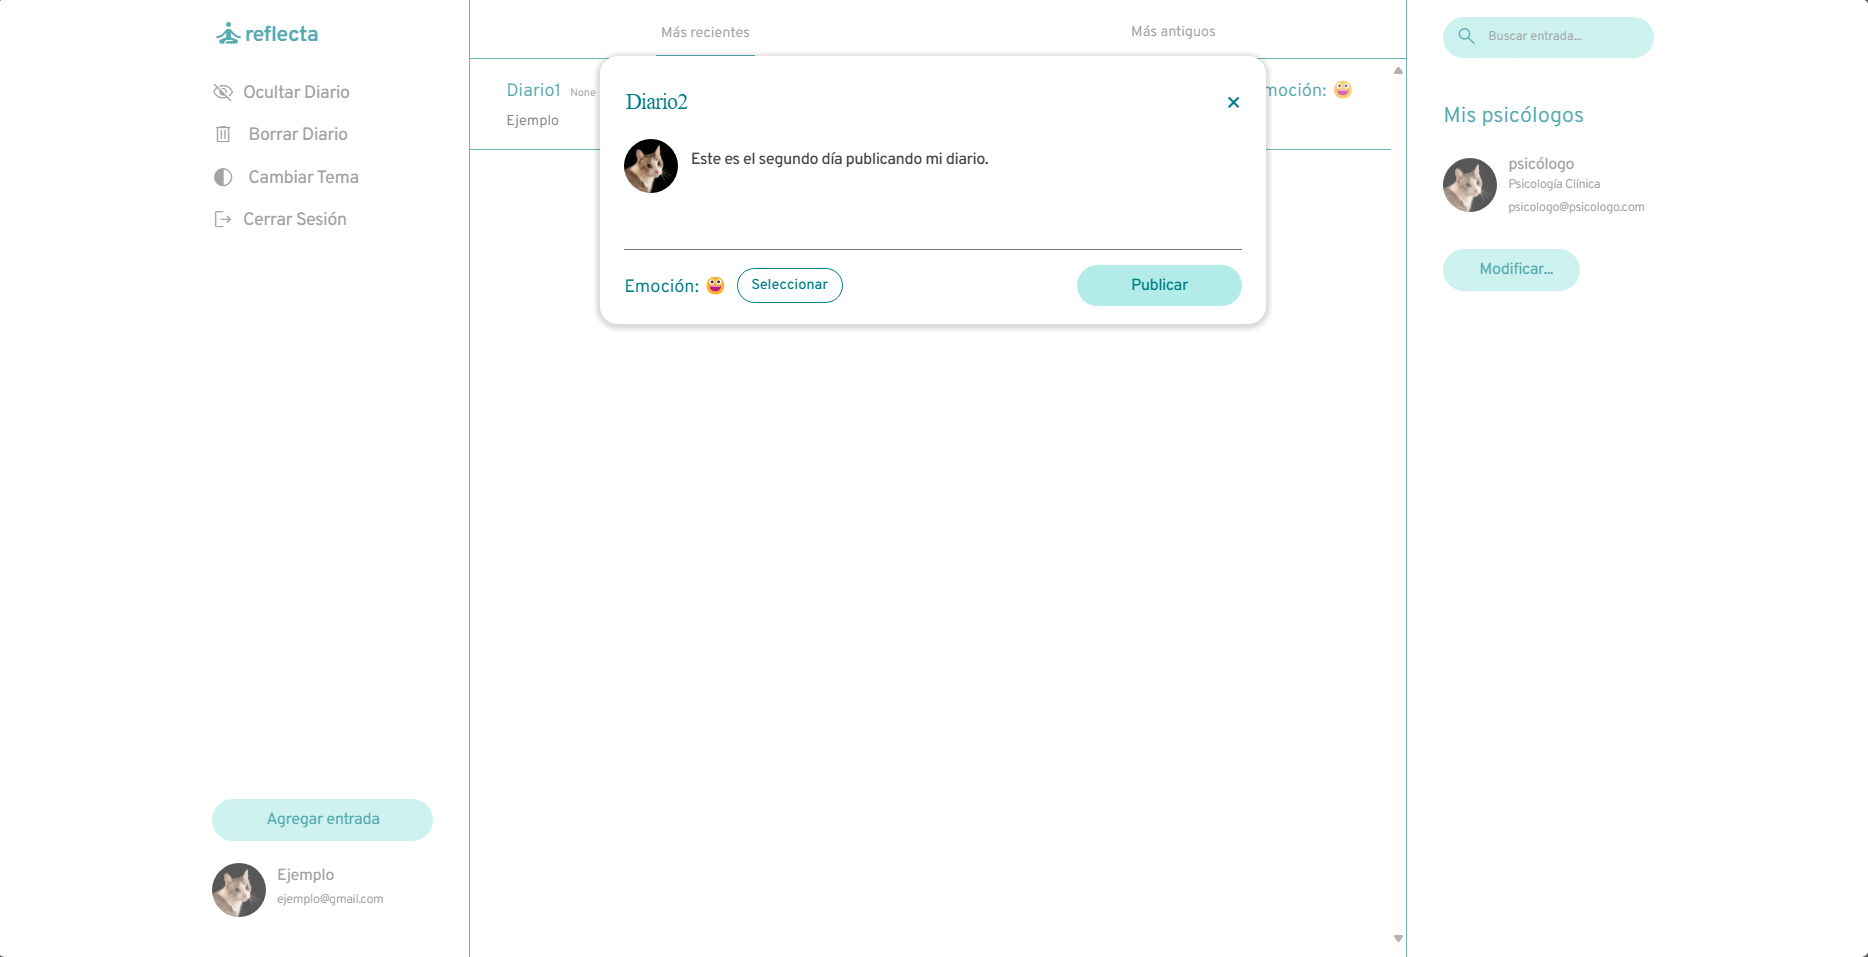 reflecta
Ocultar Diario
Borrar Diario
Cambiar Tema
Cerrar Sesión
Agregar entrada
Ejemplo
ejemplo@gmail.com
Más recientes
Más antiguos
Diario1 None
moción:
Ejemplo
Diario2
Este es el segundo día publicando mi diario.
Emoción:
Seleccionar
Publicar
Buscar entrada...
Mis psicólogos
psicólogo
Psicología Clínica
psicologo@psicologo.com
Modificar...